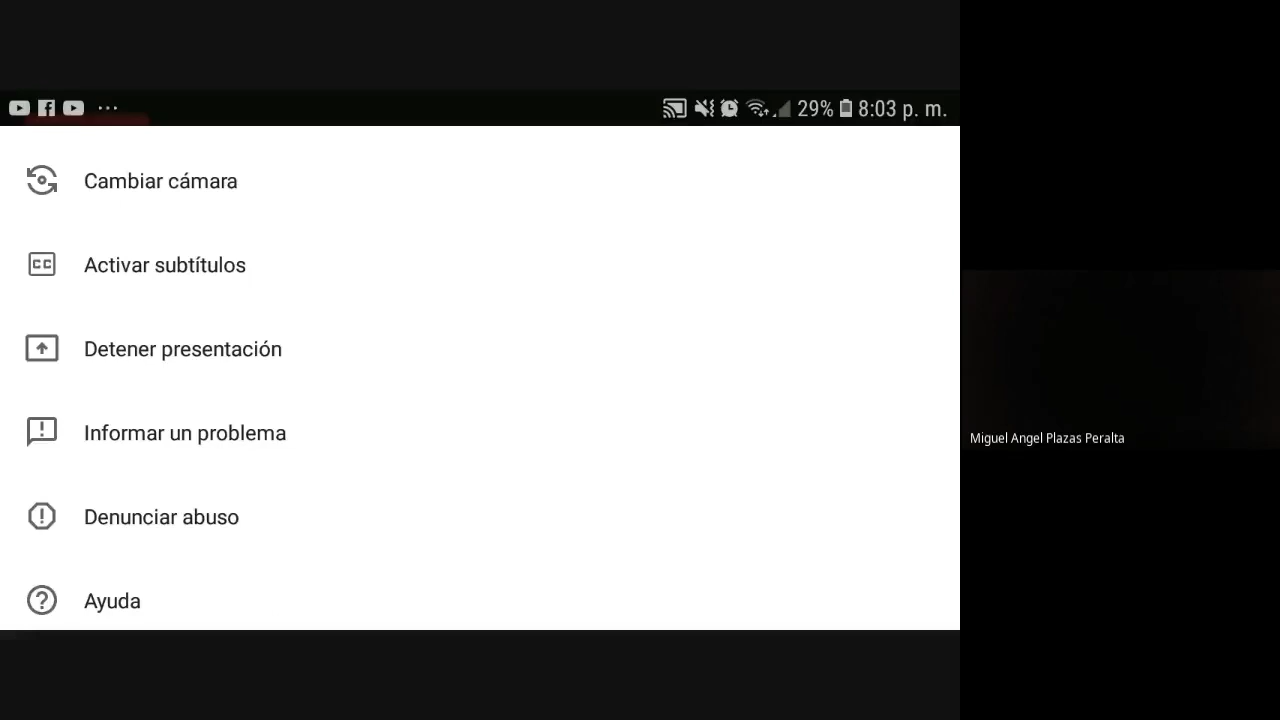 29% 8:03 p. m.
Cambiar cámara
CC Activar subtítulos
Detener presentación
Informar un problema
Denunciar abuso
Ayuda
Miguel Angel Plazas Peralta